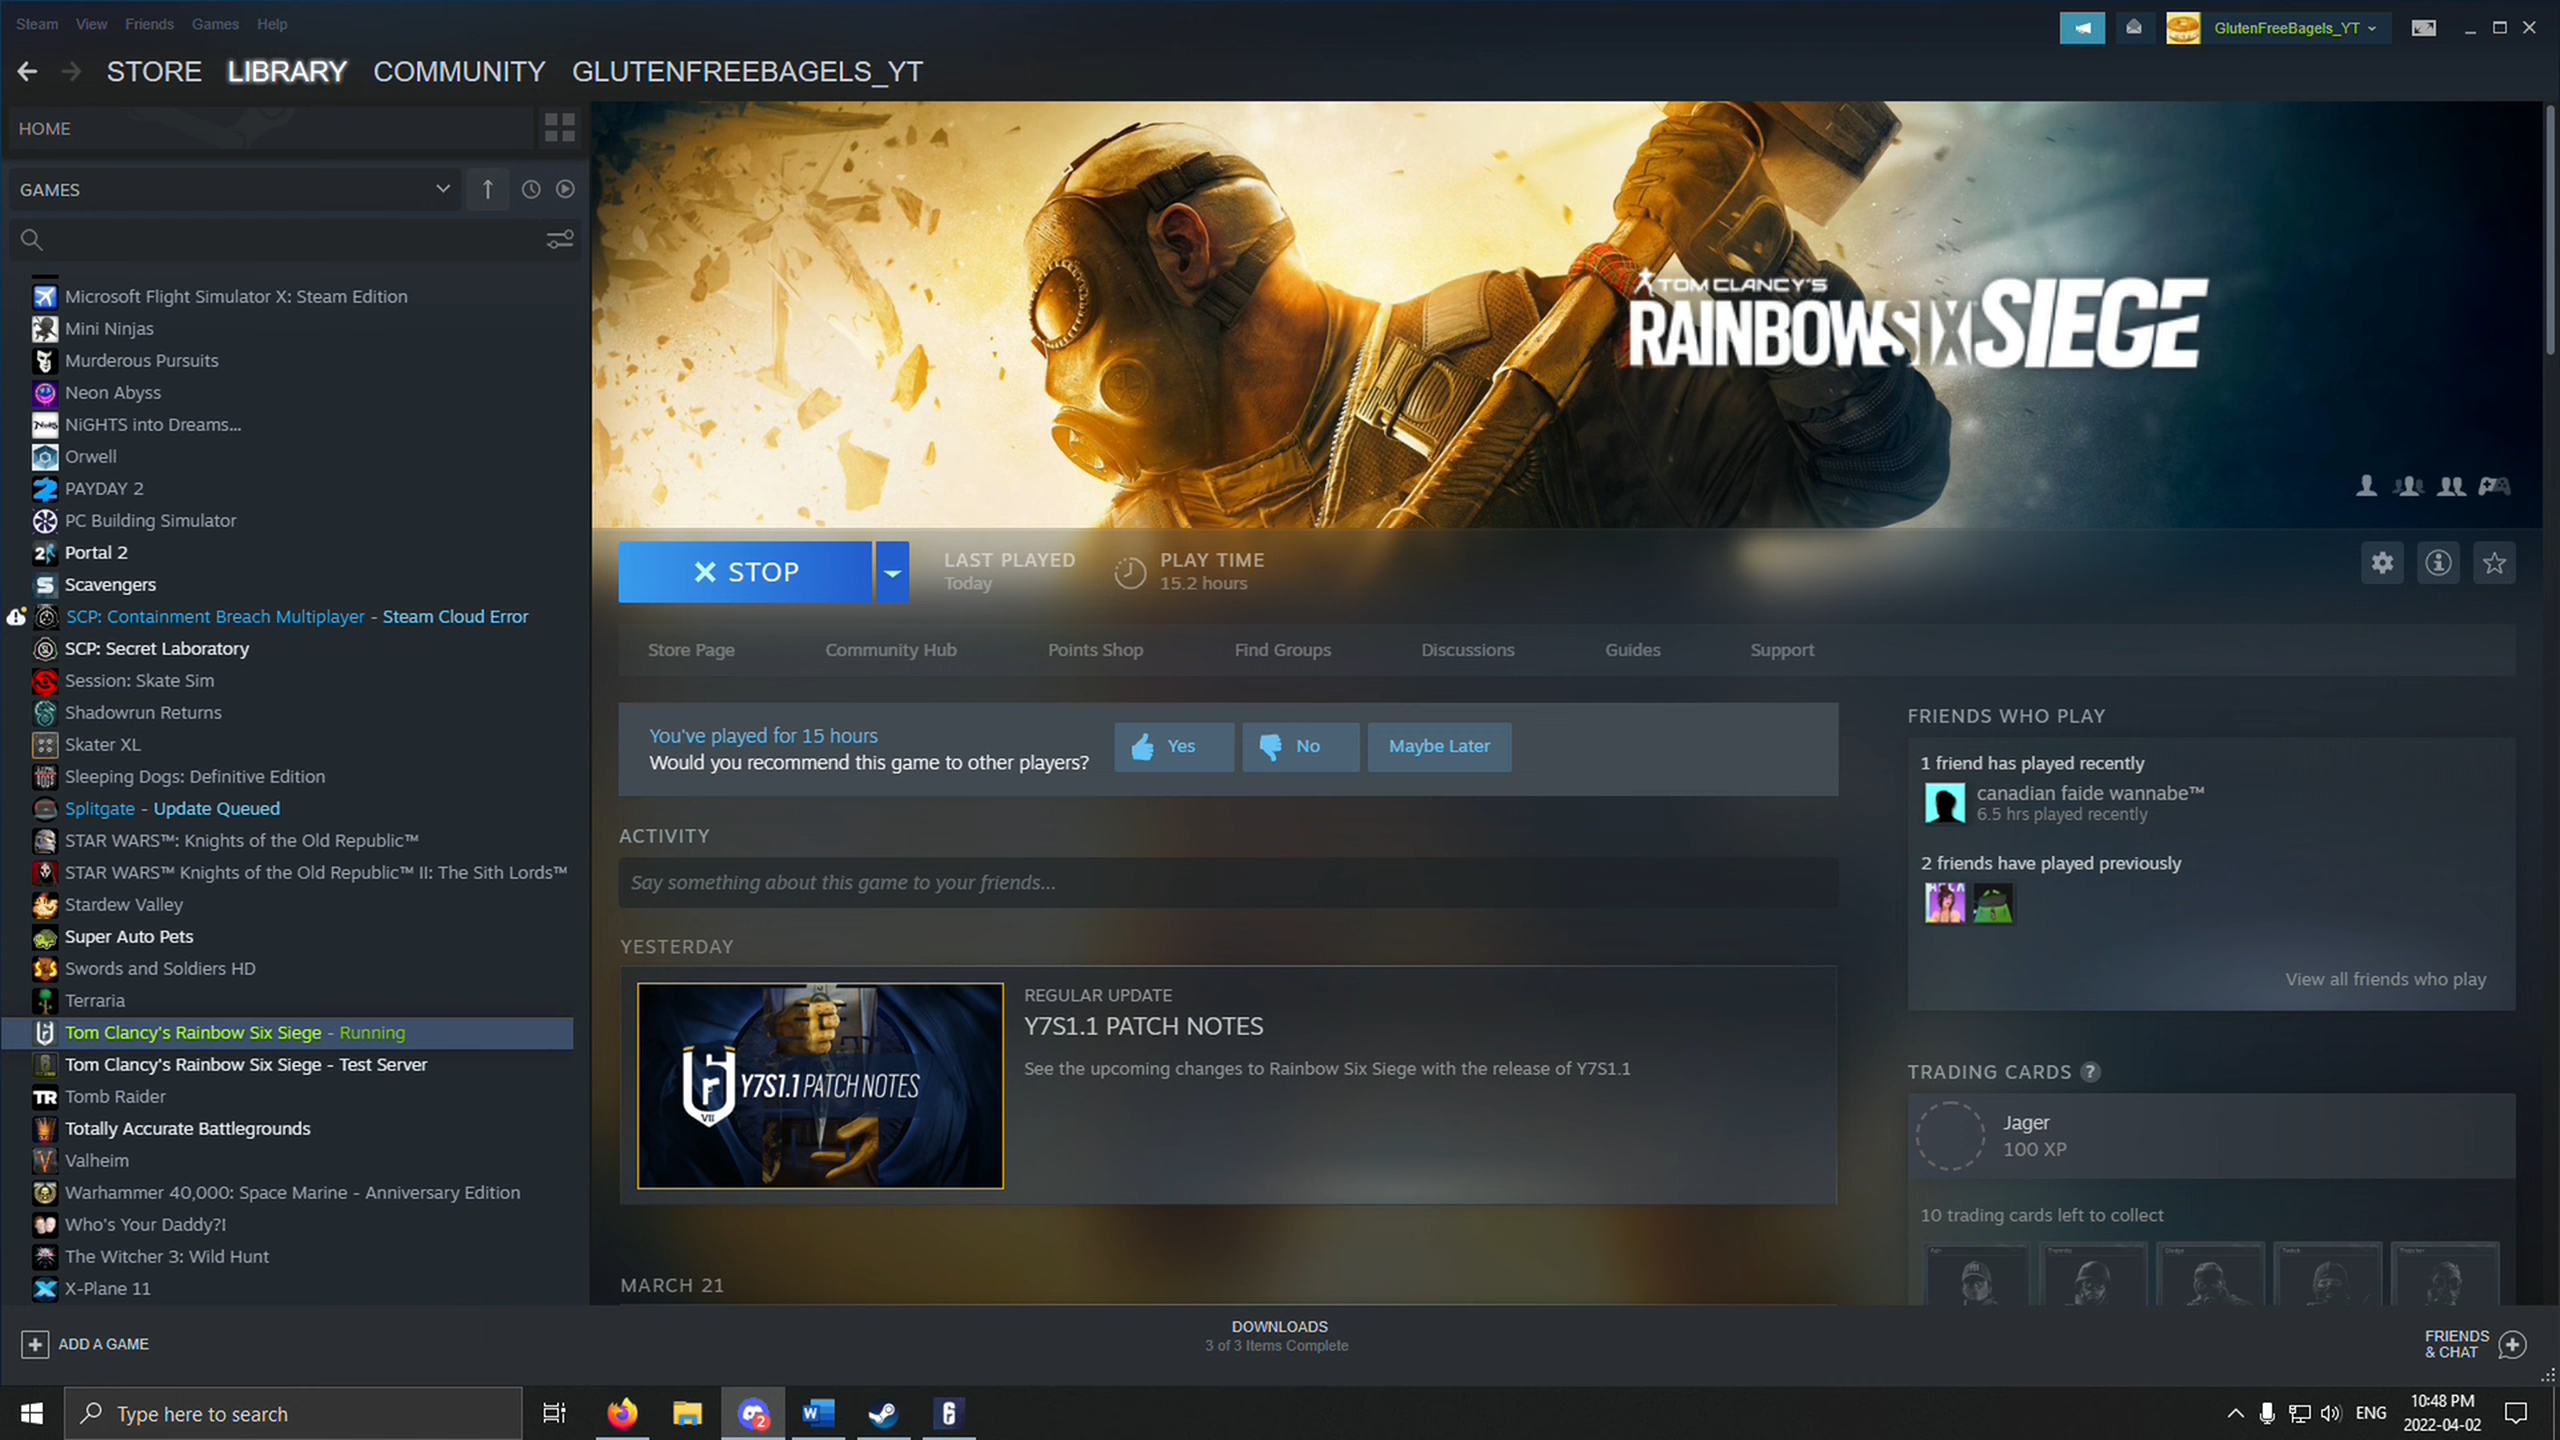 Steam View Friends Games Help
GlutenFreeBagels_YT
STORE LIBRARY COMMUNITY GLUTENFREEBAGELS_YT
HOME
GAMES
Microsoft Flight Simulator X: Steam Edition
Mini Ninjas
Murderous Pursuits
Neon Abyss
NiGHTS into Dreams...
Orwell
PAYDAY 2
PC Building Simulator
Portal 2
Scavengers
SCP: Containment Breach Multiplayer - Steam Cloud Error
SCP: Secret Laboratory
Session: Skate Sim
Shadowrun Returns
Skater XL
Sleeping Dogs: Definitive Edition
Splitgate - Update Queued
STAR WARS™: Knights of the Old Republic™
STAR WARS™ Knights of the Old Republic™ II: The Sith Lords™
Stardew Valley
Super Auto Pets
Swords and Soldiers HD
Terraria
Tom Clancy's Rainbow Six Siege - Running
Tom Clancy's Rainbow Six Siege - Test Server
TR Tomb Raider
Totally Accurate Battlegrounds
Valheim
Warhammer 40,000: Space Marine - Anniversary Edition
Who's Your Daddy?!
The Witcher 3: Wild Hunt
X-Plane 11
TOM CLANCY'S
RAINBOWSIX SIEGE
STOP
LAST PLAYED
Today
PLAY TIME
15.2 hours
Store Page Community Hub Points Shop Find Groups Discussions Guides Support
You've played for 15 hours
Would you recommend this game to other players?
Yes No Maybe Later
ACTIVITY
Say something about this game to your friends...
YESTERDAY
Y7S1.1 PATCH NOTES
VII
REGULAR UPDATE
Y7S1.1 PATCH NOTES
See the upcoming changes to Rainbow Six Siege with the release of Y7S1.1
MARCH 21
FRIENDS WHO PLAY
1 friend has played recently
canadian faide wannabe™
6.5 hrs played recently
2 friends have played previously
View all friends who play
TRADING CARDS ?
Jager
100 XP
10 trading cards left to collect
ADD A GAME
DOWNLOADS
3 of 3 Items Complete
FRIENDS
& CHAT
Type here to search
2
W
ENG
10:48 PM
2022-04-02